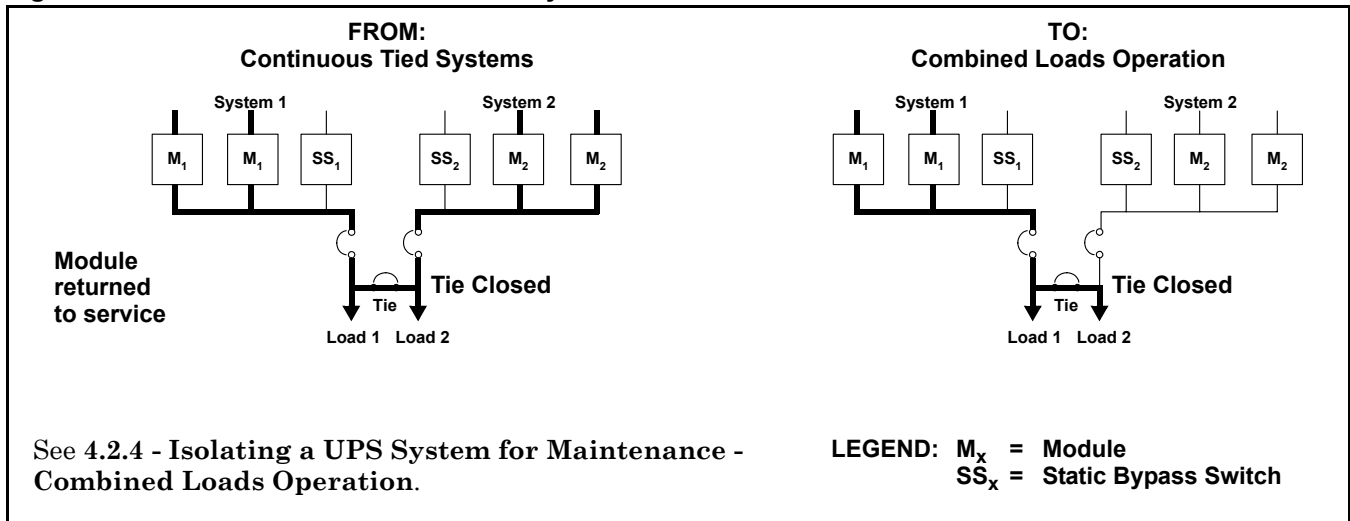 FROM:
Continuous Tied Systems
System 1
System 2
M1
M1
SS1
SS2
M2
M2
Module
returned
to service
Tie Closed
Tie
Load 1 Load 2
TO:
Combined Loads Operation
System 1
System 2
M1
M1
SS1
SS2
M2
M2
Tie Closed
Tie
Load 1 Load 2
See 4.2.4 - Isolating a UPS System for Maintenance -
Combined Loads Operation.
LEGEND: Mx = Module
SSx = Static Bypass Switch